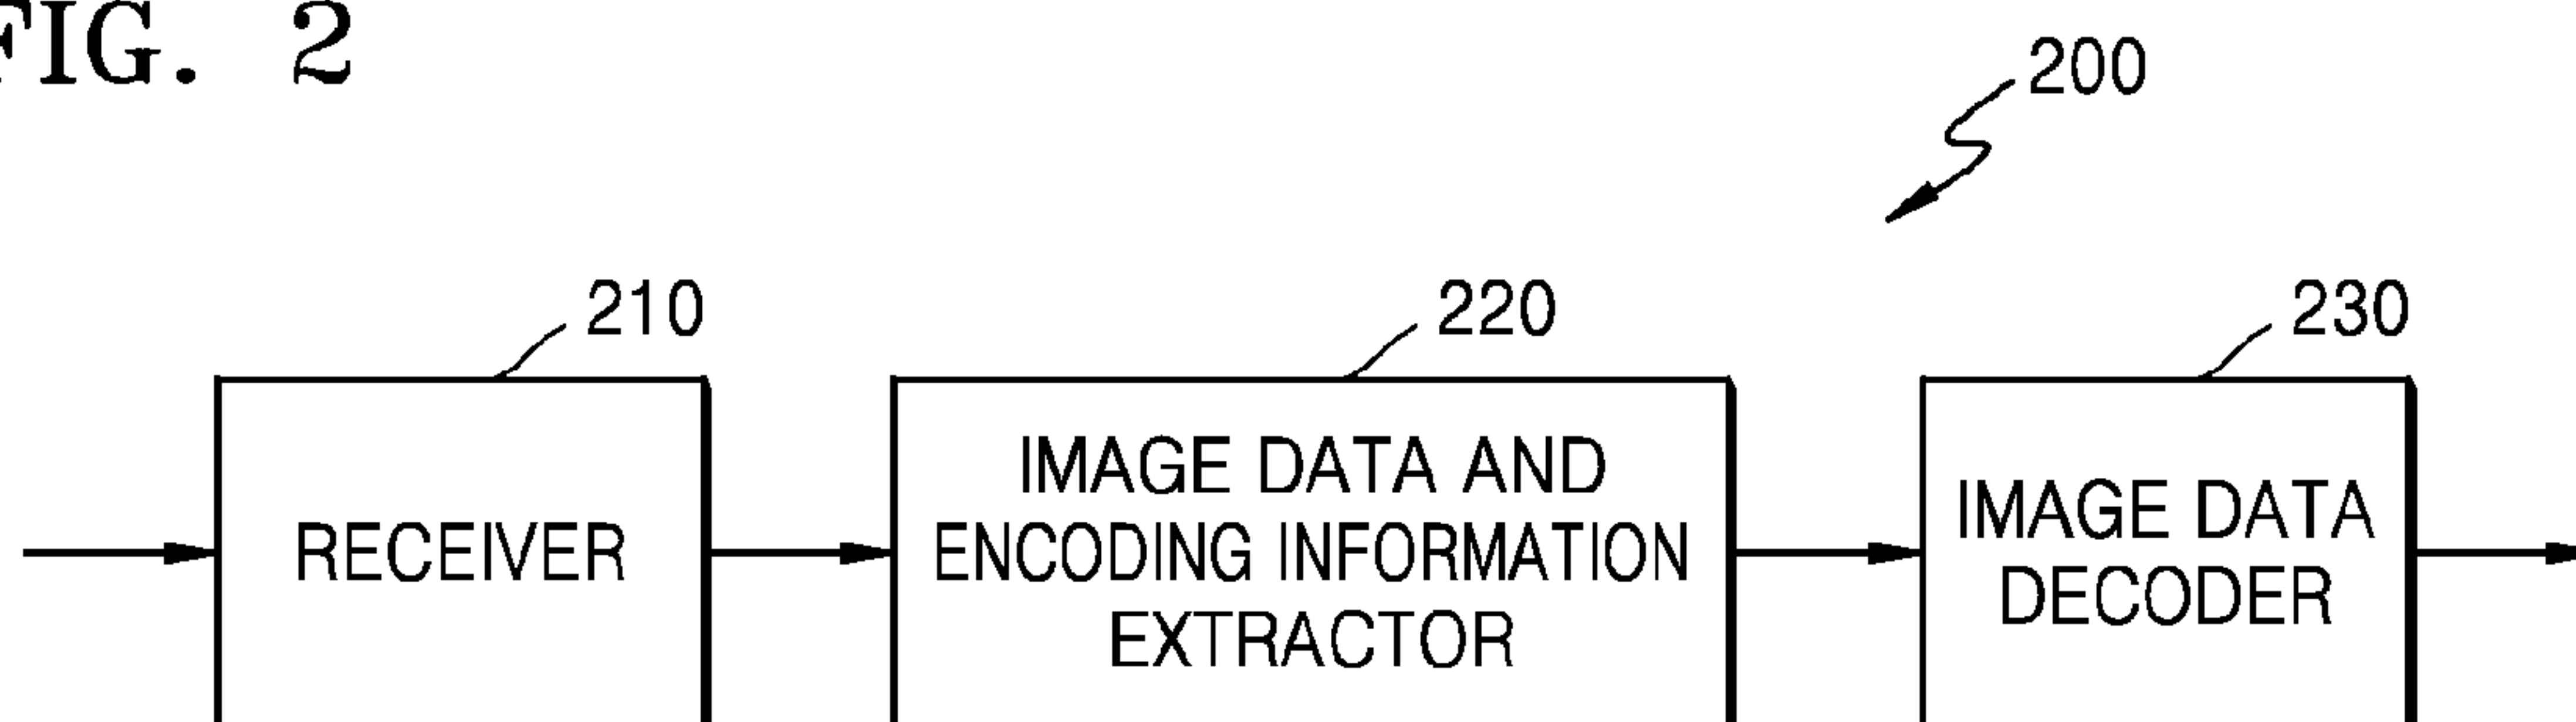 FIG. 2
200
210
220
230
RECEIVER
IMAGE DATA AND
ENCODING INFORMATION
EXTRACTOR
IMAGE DATA
DECODER